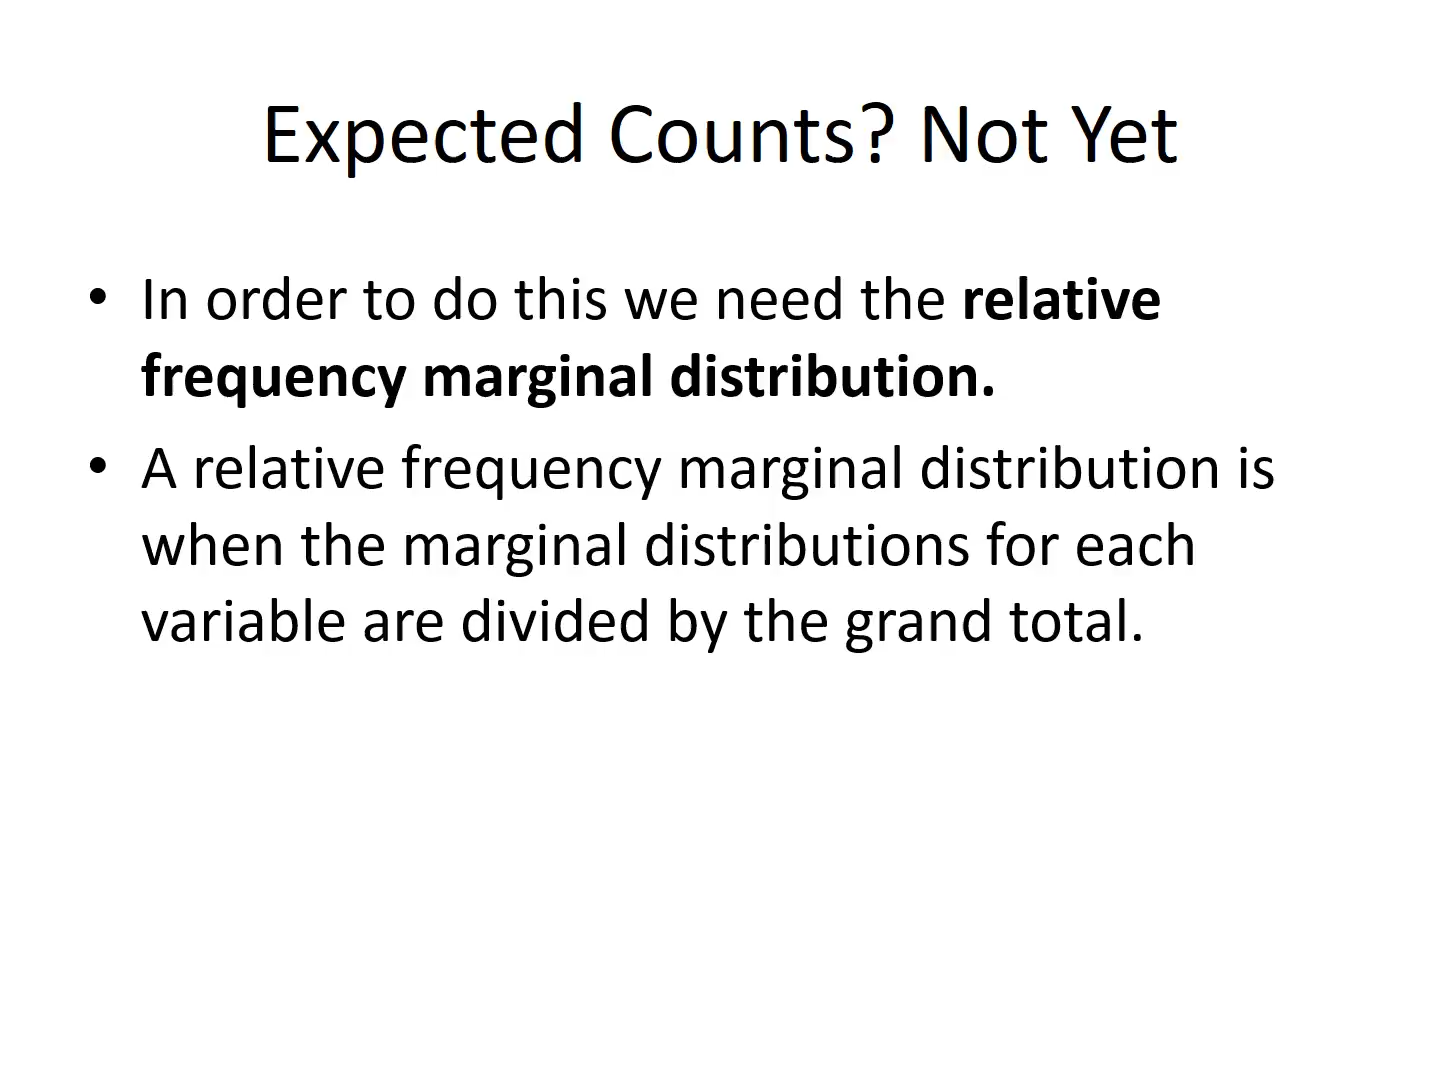 Expected Counts? Not Yet
• In order to do this we need the relative
frequency marginal distribution.
• A relative frequency marginal distribution is
when the marginal distributions for each
variable are divided by the grand total.